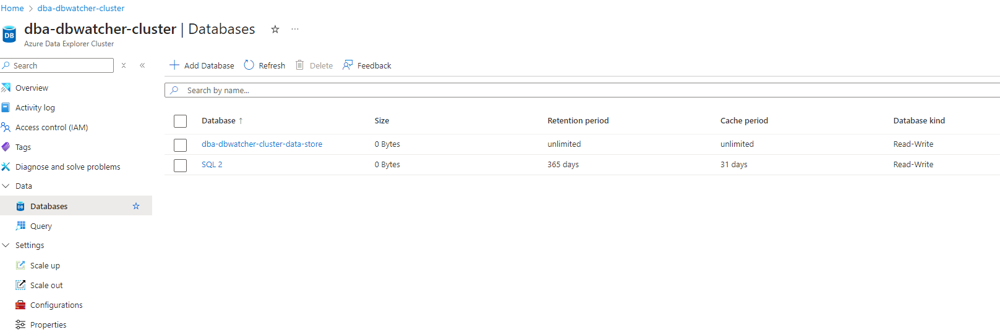 Home > dba-dbwatcher-cluster
dba-dbwatcher-cluster | Databases
DB
Azure Data Explorer Cluster
Search
Add Database Refresh Delete Feedback
Search by name...
Overview
Activity log
Access control (IAM)
Tags
Diagnose and solve problems
Data
DB Databases
Query
Settings
Scale up
Scale out
Configurations
Properties
Database ↑ Size Retention period Cache period Database kind
dba-dbwatcher-cluster-data-store 0 Bytes unlimited unlimited Read-Write
SQL 2 0 Bytes 365 days 31 days Read-Write